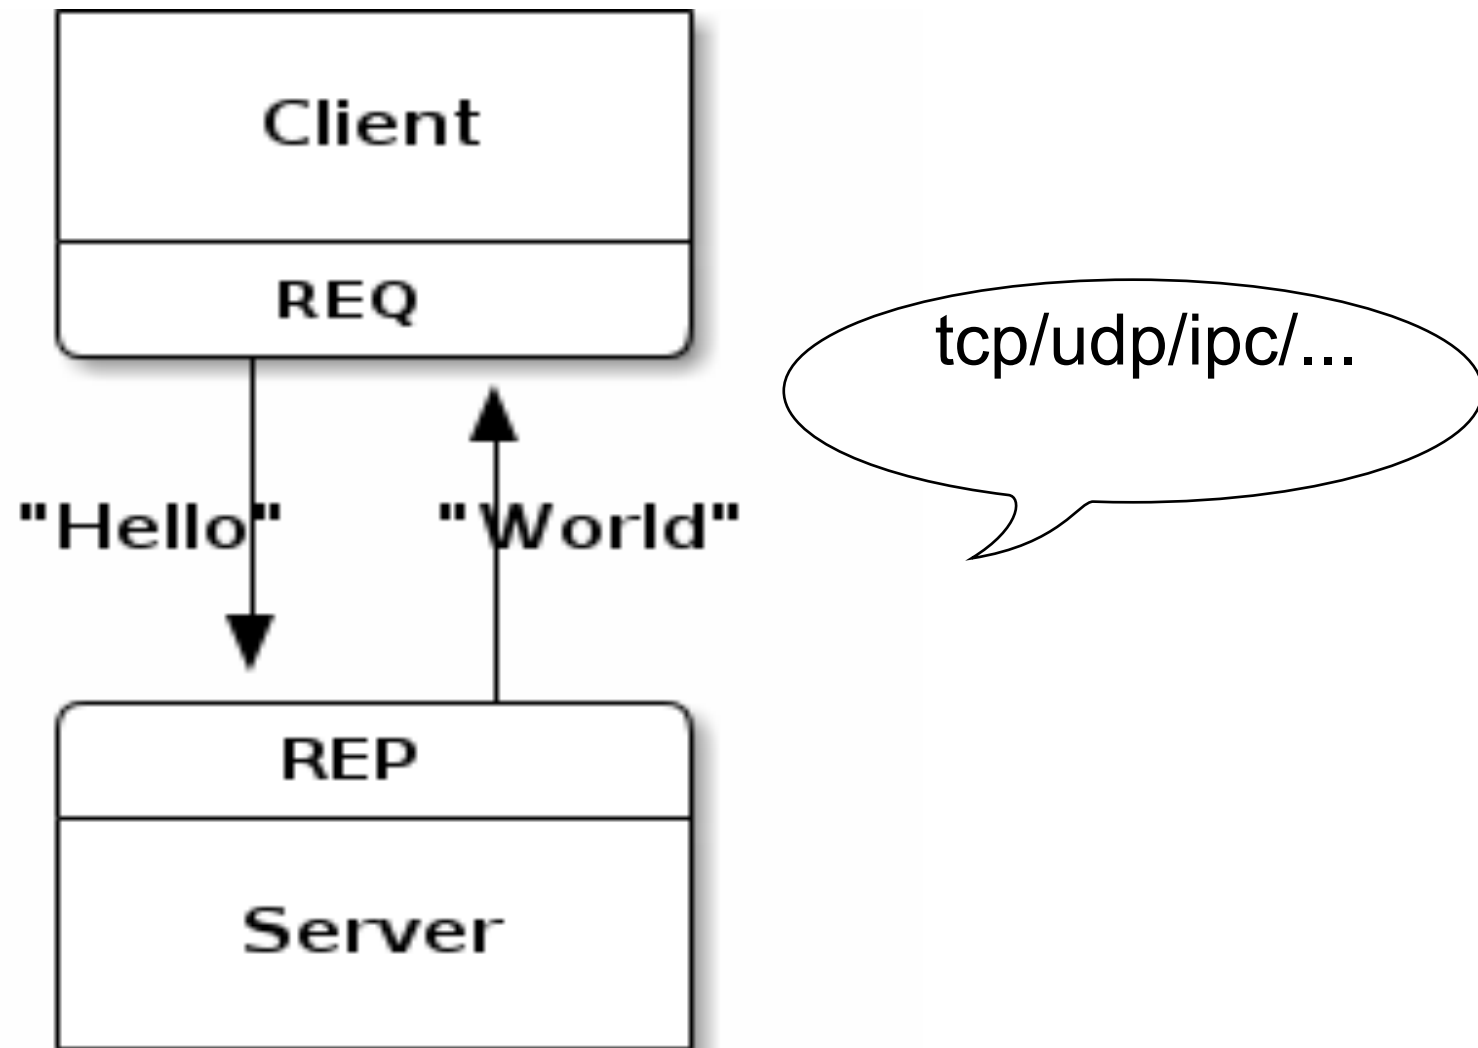 Client
REQ
tcp/udp/ipc/...
"Hello"
"World"
REP
Server